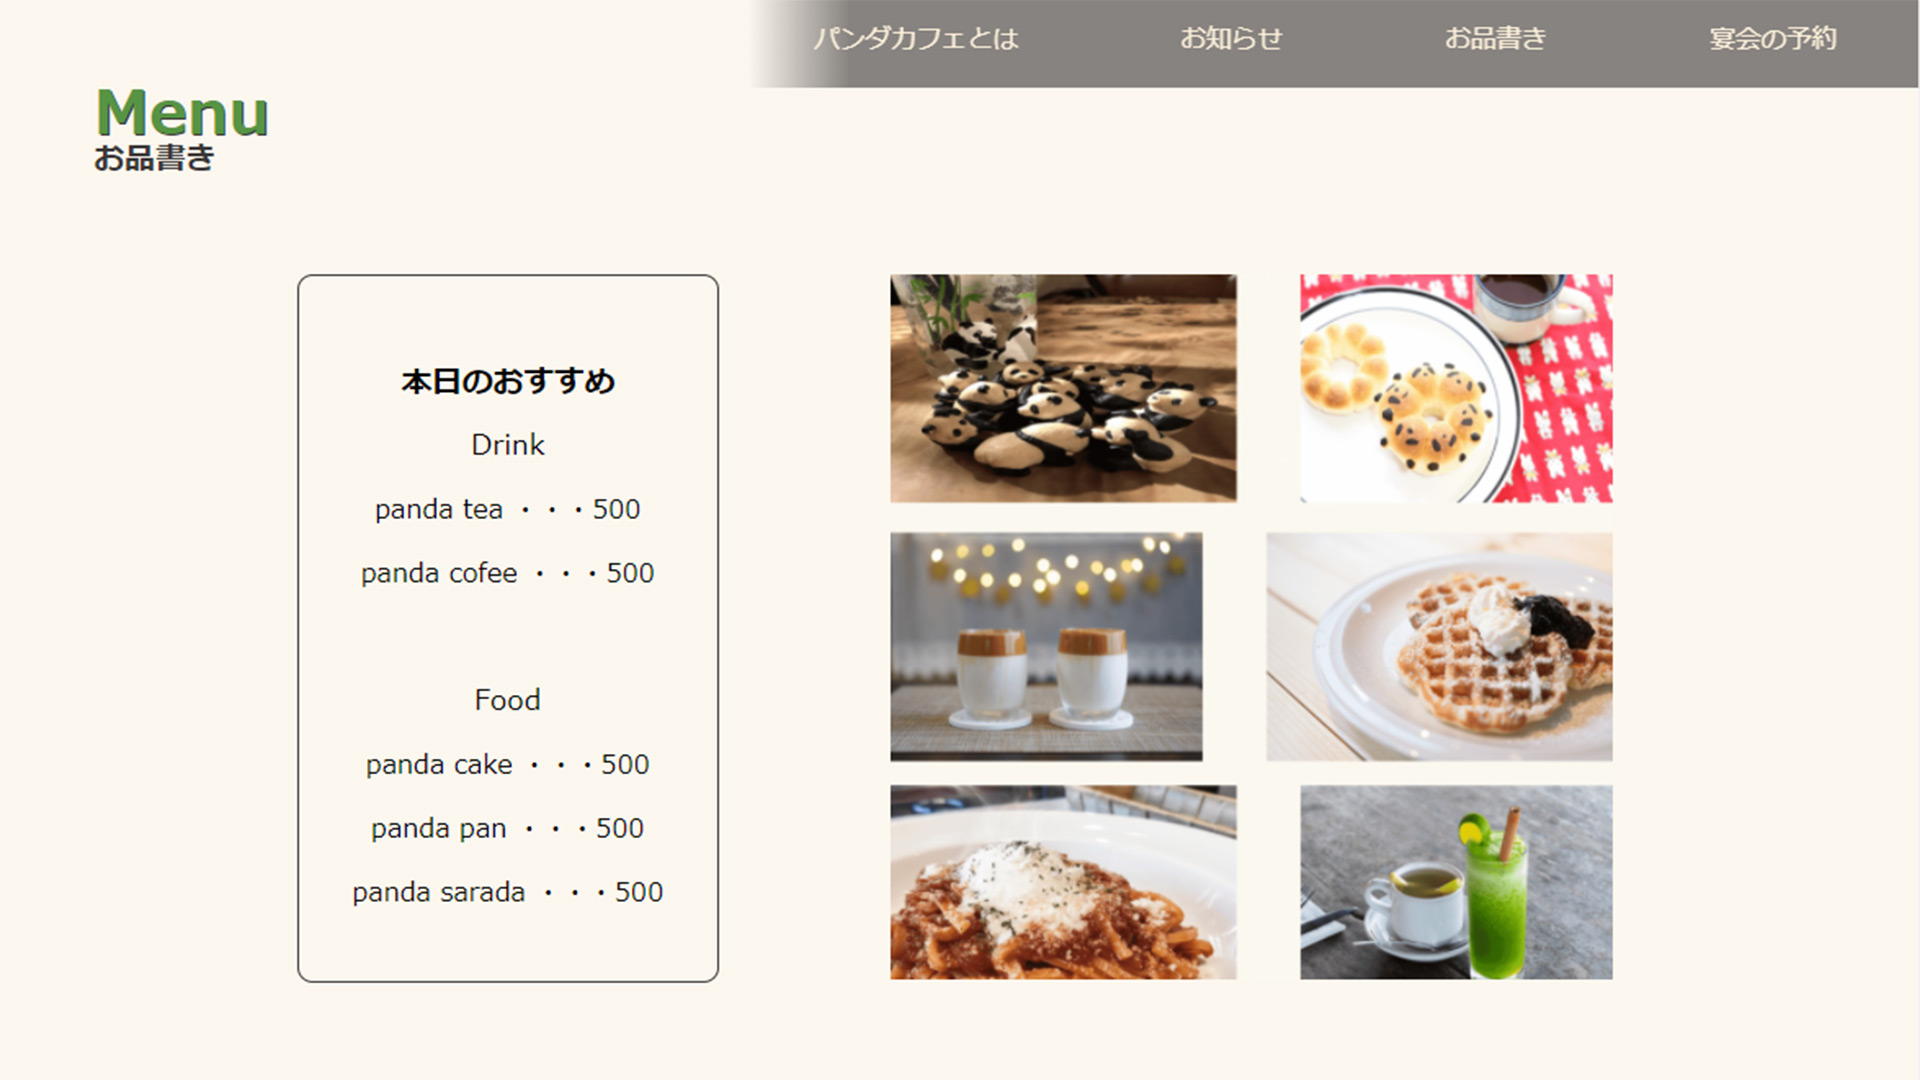 パンダカフェとは
お知らせ
お品書き
宴会の予約
Menu
お品書き
本日のおすすめ
Drink
panda tea ・・・500
panda cofee ・・・500
Food
panda cake ・・・500
panda pan ・・・500
panda sarada ・・・500